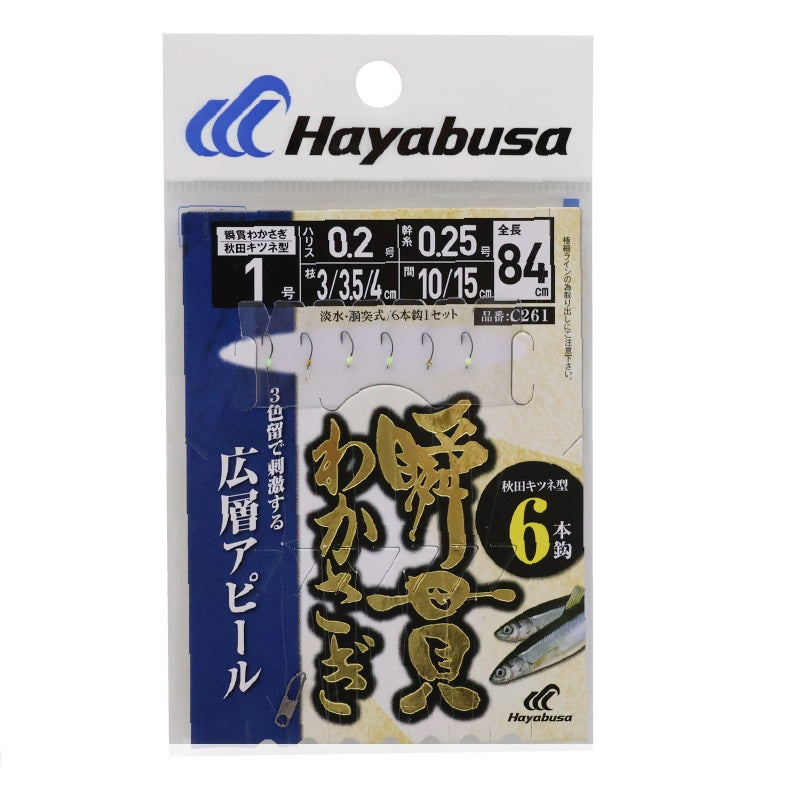 Hayabusa
瞬貫わかさぎ
秋田キツネ型
1号
ハリス 0.2号
幹糸 0.25号
枝 3/3.5/4cm
間 10/15cm
全長
84cm
淡水・胴突式/6本鈎1セット
品番:C261
極細ラインの為取り出しにご注意下さい。
3色留で刺激する
広層アピール
瞬貫
わかさぎ
秋田キツネ型
6本鈎
Hayabusa